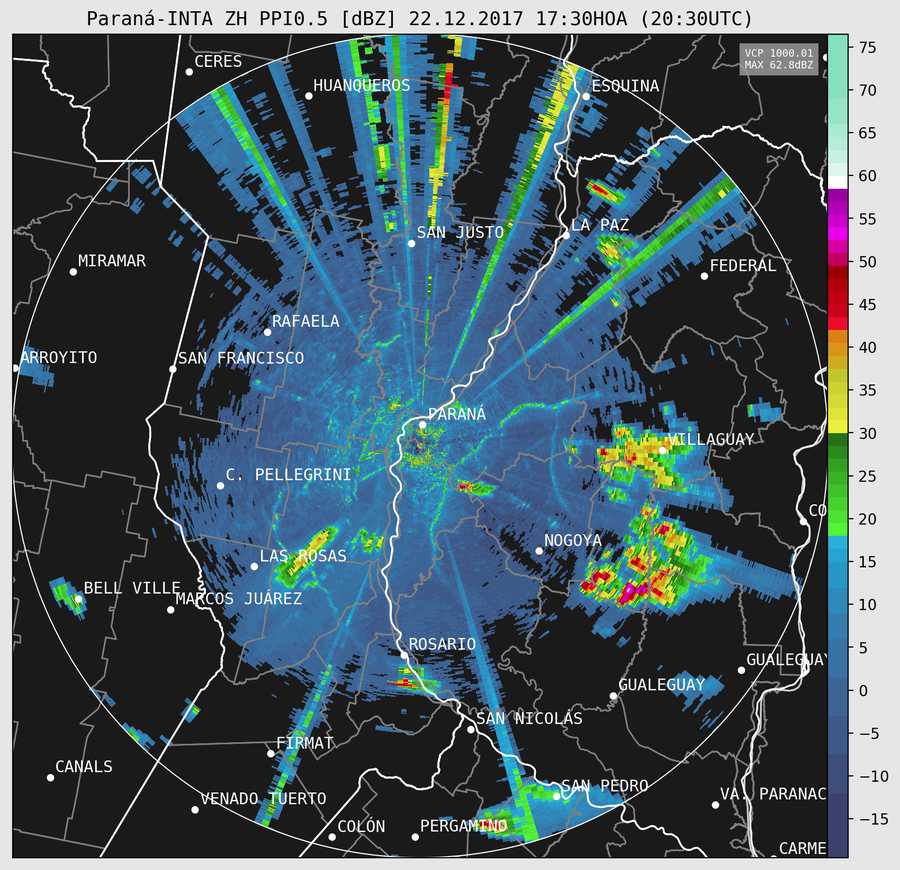 Paraná-INTA ZH PPI0.5 [dBZ] 22.12.2017 17:30HOA (20:30UTC)
VCP 1000.01
MAX 62.8dBZ
CERES
HUANQUEROS
ESQUINA
SAN JUSTO
LA PAZ
MIRAMAR
FEDERAL
RAFAELA
ARROYITO
SAN FRANCISCO
PARANÁ
VILLAGUAY
C. PELLEGRINI
CO
NOGOYA
LAS ROSAS
BELL VILLE
MARCOS JUÁREZ
ROSARIO
GUALEGUAY
GUALEGUAY
SAN NICOLÁS
FIRMAT
CANALS
SAN PEDRO
VENADO TUERTO
VA. PARANAC
COLÓN
PERGAMINO
CARME
75
70
65
60
55
50
45
40
35
30
25
20
15
10
5
0
−5
−10
−15